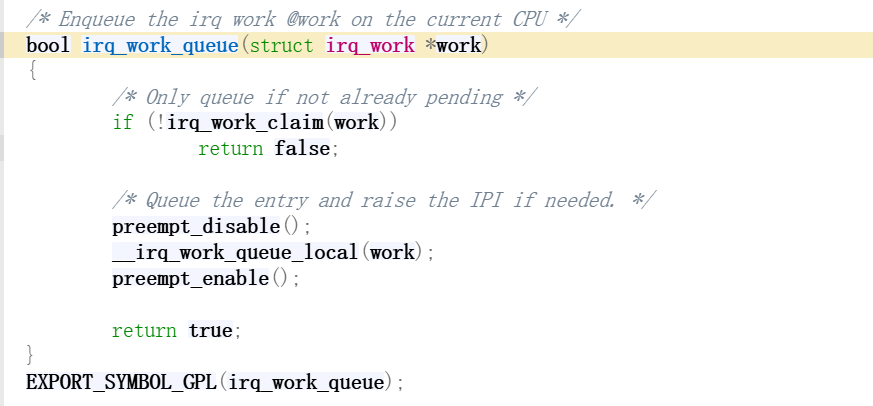 /* Enqueue the irq work @work on the current CPU */
bool irq_work_queue(struct irq_work *work)
{
/* Only queue if not already pending */
if (!irq_work_claim(work))
return false;
/* Queue the entry and raise the IPI if needed. */
preempt_disable();
__irq_work_queue_local(work);
preempt_enable();
return true;
}
EXPORT_SYMBOL_GPL(irq_work_queue);